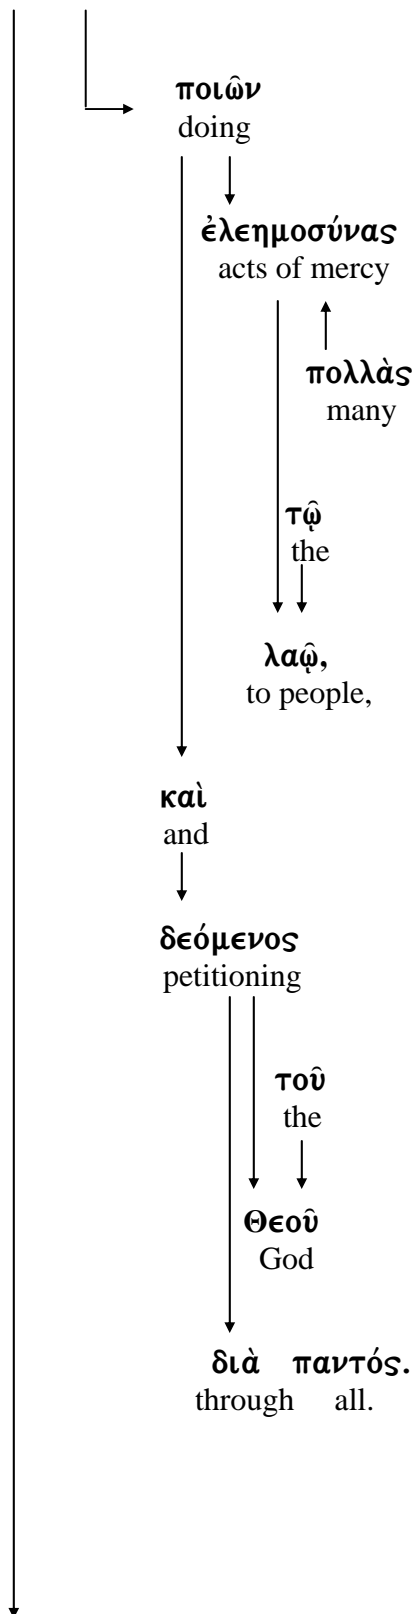 ποιῶν
doing
ἐλεημοσύνας
acts of mercy
πολλὰς
many
τῷ
the
λαῷ,
to people,
καὶ
and
δεόμενος
petitioning
τοῦ
the
Θεοῦ
God
διὰ παντός.
through all.